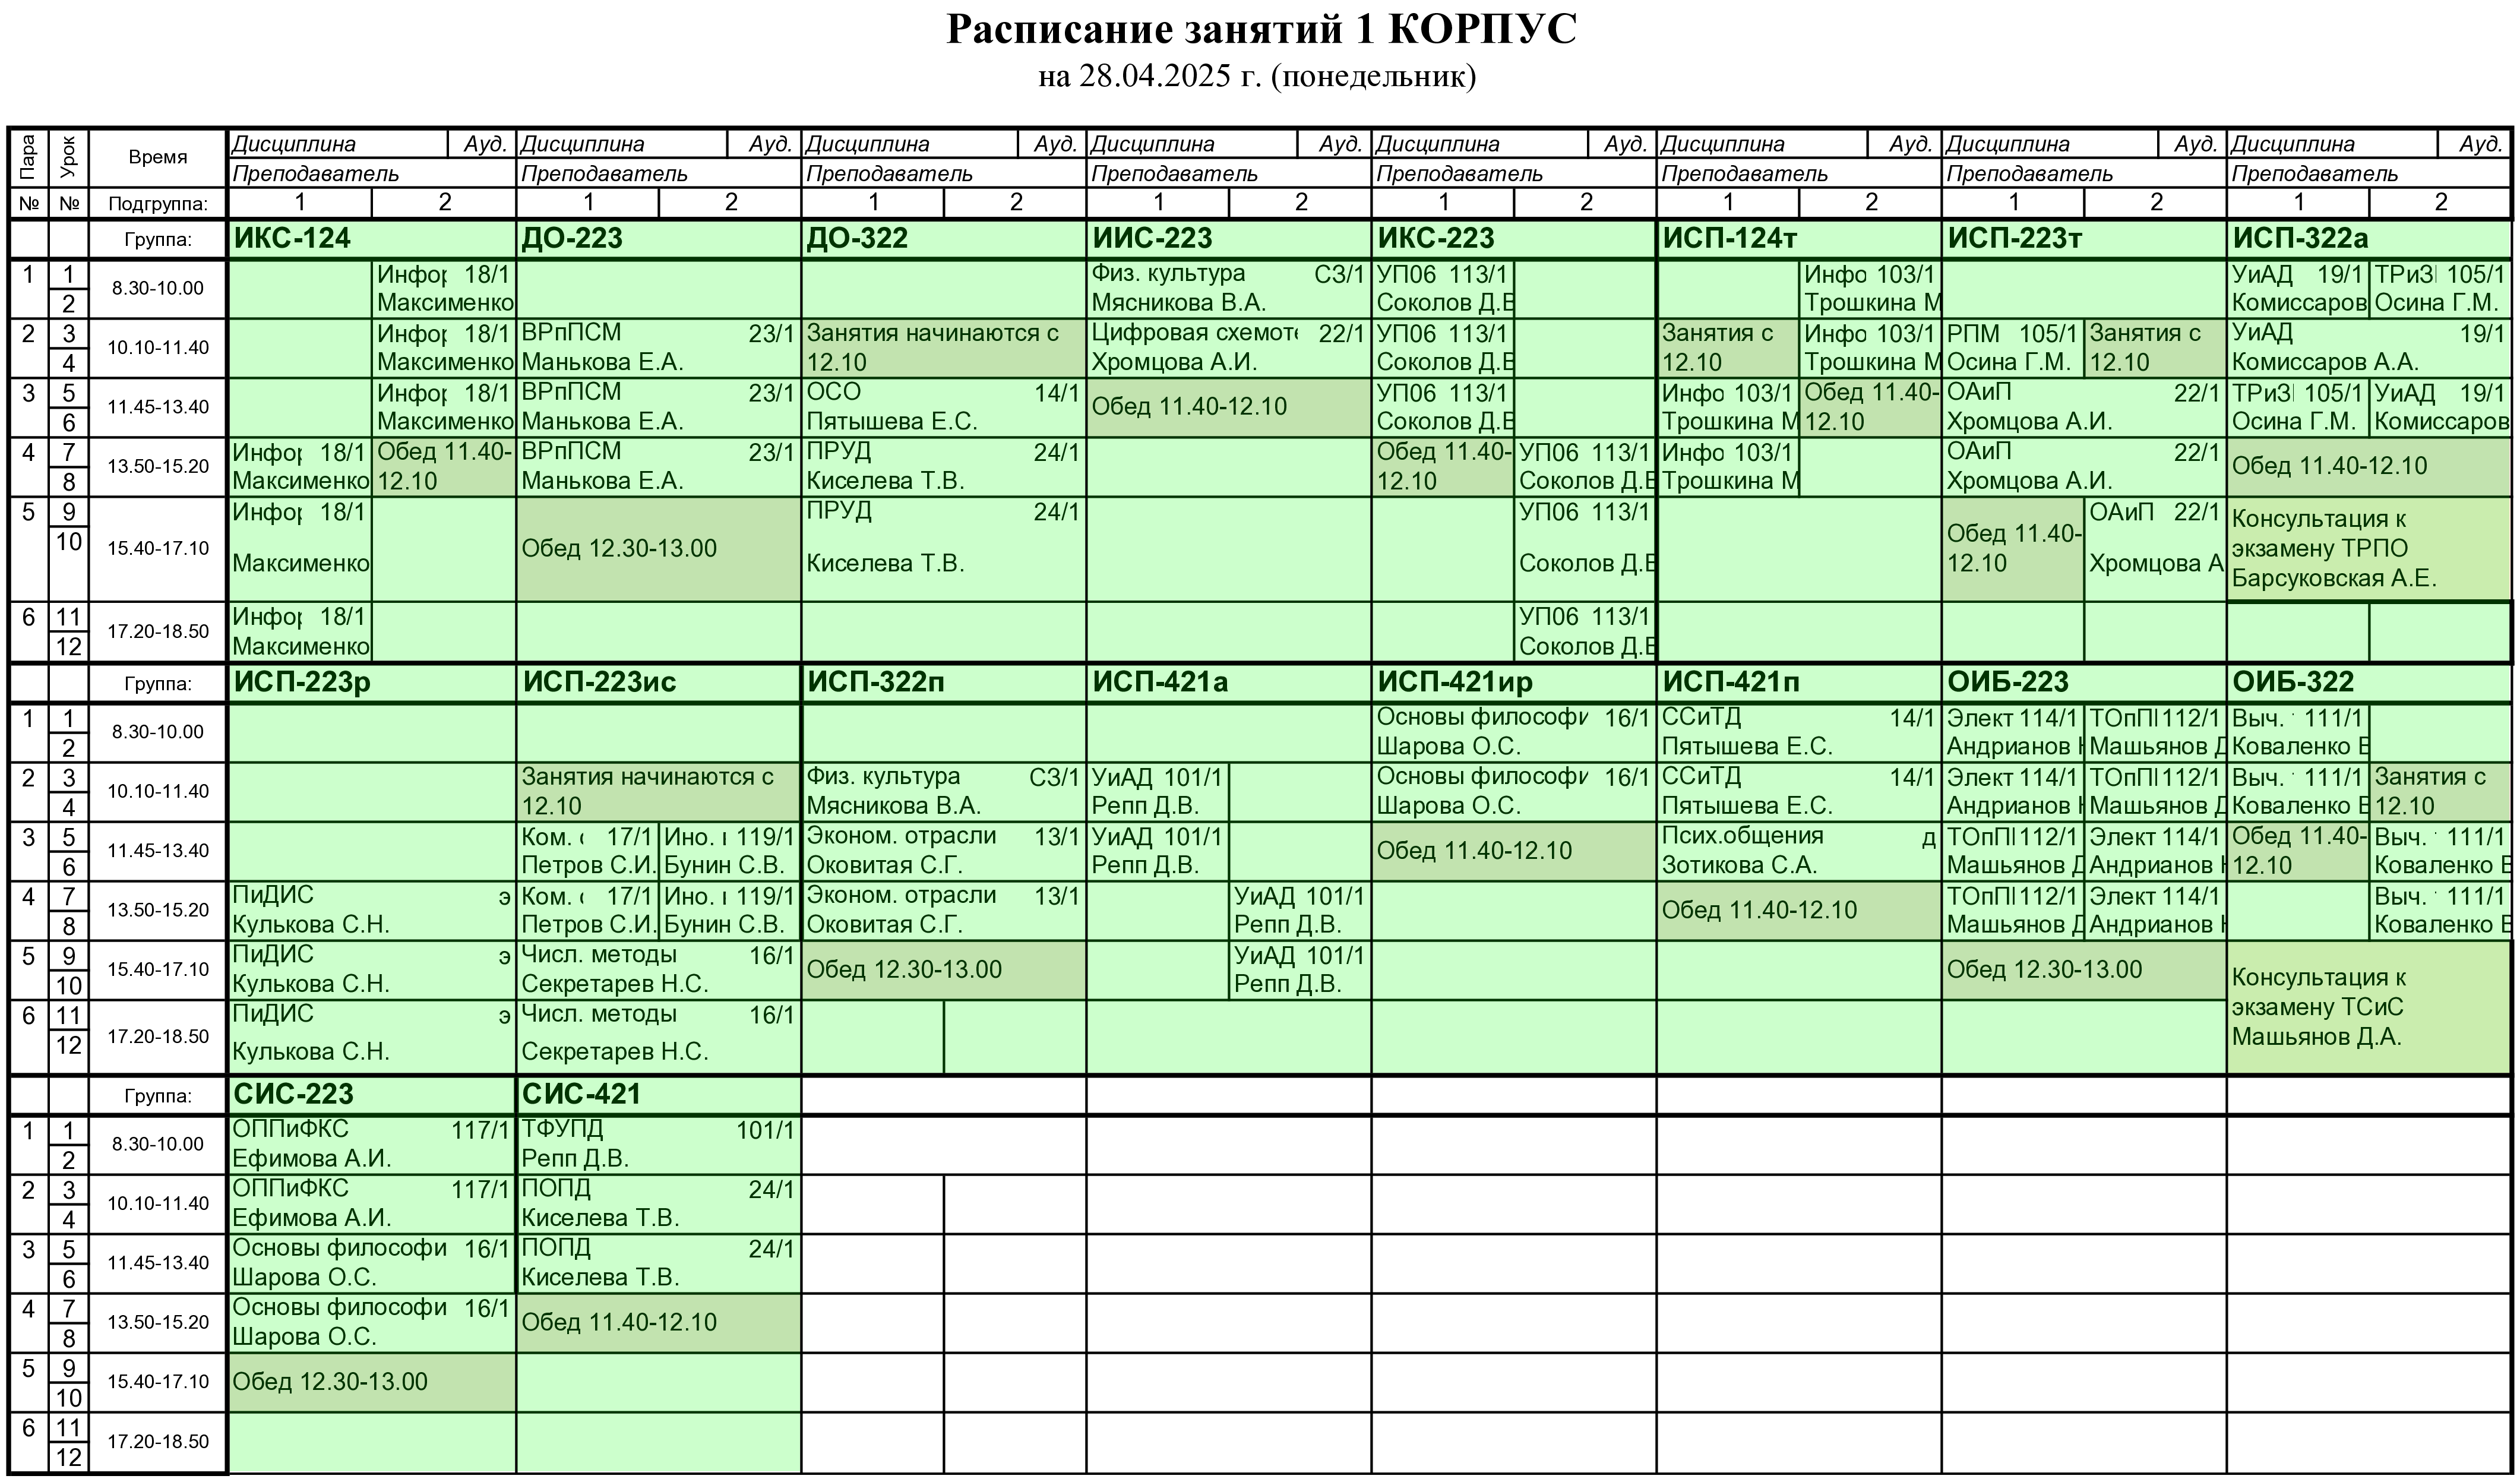 Расписание занятий 1 КОРПУС
на 28.04.2025 г. (понедельник)
Пара Урок Время Дисциплина Ауд. Дисциплина Ауд. Дисциплина Ауд. Дисциплина Ауд. Дисциплина Ауд. Дисциплина Ауд. Дисциплина Ауд. Дисциплина Ауд.
Преподаватель Преподаватель Преподаватель Преподаватель Преподаватель Преподаватель Преподаватель Преподаватель
№ № Подгруппа: 1 2 1 2 1 2 1 2 1 2 1 2 1 2 1 2
Группа: ИКС-124 ДО-223 ДО-322 ИИС-223 ИКС-223 ИСП-124т ИСП-223т ИСП-322а
1 1 8.30-10.00 Инфор 18/1 Физ. культура СЗ/1 УП06 113/1 Инфо 103/1 УиАД 19/1 ТРиЗ 105/1
2 Максименко Мясникова В.А. Соколов Д.В Трошкина М Комиссаров Осина Г.М.
2 3 10.10-11.40 Инфор 18/1 ВРпПСМ 23/1 Занятия начинаются с Цифровая схемоте 22/1 УП06 113/1 Занятия с Инфо 103/1 РПМ 105/1 Занятия с УиАД 19/1
4 Максименко Манькова Е.А. 12.10 Хромцова А.И. Соколов Д.В 12.10 Трошкина М Осина Г.М. 12.10 Комиссаров А.А.
3 5 11.45-13.40 Инфор 18/1 ВРпПСМ 23/1 ОСО 14/1 Обед 11.40-12.10 УП06 113/1 Инфо 103/1 Обед 11.40- ОАиП 22/1 ТРиЗ 105/1 УиАД 19/1
6 Максименко Манькова Е.А. Пятышева Е.С. Соколов Д.В Трошкина М 12.10 Хромцова А.И. Осина Г.М. Комиссаров
4 7 13.50-15.20 Инфор 18/1 Обед 11.40- ВРпПСМ 23/1 ПРУД 24/1 Обед 11.40- УП06 113/1 Инфо 103/1 ОАиП 22/1 Обед 11.40-12.10
8 Максименко 12.10 Манькова Е.А. Киселева Т.В. 12.10 Соколов Д.В Трошкина М Хромцова А.И.
5 9 15.40-17.10 Инфор 18/1 Обед 12.30-13.00 ПРУД 24/1 УП06 113/1 Обед 11.40- ОАиП 22/1 Консультация к
10 12.10 экзамену ТРПО
Максименко Киселева Т.В. Соколов Д.В Хромцова А Барсуковская А.Е.
6 11 17.20-18.50 Инфор 18/1 УП06 113/1
12 Максименко Соколов Д.В
Группа: ИСП-223р ИСП-223ис ИСП-322п ИСП-421а ИСП-421ир ИСП-421п ОИБ-223 ОИБ-322
1 1 8.30-10.00 Основы философи 16/1 ССиТД 14/1 Элект 114/1 ТОпП 112/1 Выч. 111/1
2 Шарова О.С. Пятышева Е.С. Андрианов Машьянов Д Коваленко В
2 3 10.10-11.40 Занятия начинаются с Физ. культура СЗ/1 УиАД 101/1 Основы философи 16/1 ССиТД 14/1 Элект 114/1 ТОпП 112/1 Выч. 111/1 Занятия с
4 12.10 Мясникова В.А. Репп Д.В. Шарова О.С. Пятышева Е.С. Андрианов Машьянов Д Коваленко В 12.10
3 5 11.45-13.40 Ком. с 17/1 Ино. 119/1 Эконом. отрасли 13/1 УиАД 101/1 Обед 11.40-12.10 Псих.общения д ТОпП 112/1 Элект 114/1 Обед 11.40- Выч. 111/1
6 Петров С.И. Бунин С.В. Оковитая С.Г. Репп Д.В. Зотикова С.А. Машьянов Д Андрианов 12.10 Коваленко В
4 7 13.50-15.20 ПиДИС э Ком. с 17/1 Ино. 119/1 Эконом. отрасли 13/1 УиАД 101/1 Обед 11.40-12.10 ТОпП 112/1 Элект 114/1 Выч. 111/1
8 Кулькова С.Н. Петров С.И. Бунин С.В. Оковитая С.Г. Репп Д.В. Машьянов Д Андрианов Коваленко В
5 9 15.40-17.10 ПиДИС э Числ. методы 16/1 Обед 12.30-13.00 УиАД 101/1 Обед 12.30-13.00 Консультация к
10 Кулькова С.Н. Секретарев Н.С. Репп Д.В.
6 11 17.20-18.50 ПиДИС э Числ. методы 16/1 экзамену ТСиС
12 Кулькова С.Н. Секретарев Н.С. Машьянов Д.А.
Группа: СИС-223 СИС-421
1 1 8.30-10.00 ОППиФКС 117/1 ТФУПД 101/1
2 Ефимова А.И. Репп Д.В.
2 3 10.10-11.40 ОППиФКС 117/1 ПОПД 24/1
4 Ефимова А.И. Киселева Т.В.
3 5 11.45-13.40 Основы философи 16/1 ПОПД 24/1
6 Шарова О.С. Киселева Т.В.
4 7 13.50-15.20 Основы философи 16/1 Обед 11.40-12.10
8 Шарова О.С.
5 9 15.40-17.10 Обед 12.30-13.00
10
6 11 17.20-18.50
12